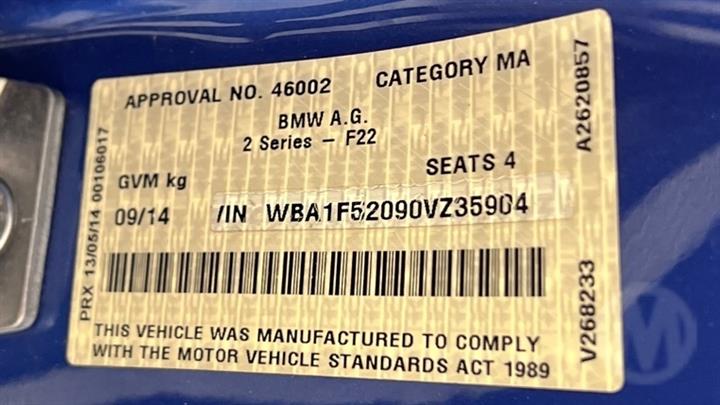 APPROVAL NO. 46002 CATEGORY MA
BMW A.G.
2 Series – F22
GVM kg SEATS 4
09/14 VIN WBA1F52090VZ35904
THIS VEHICLE WAS MANUFACTURED TO COMPLY
WITH THE MOTOR VEHICLE STANDARDS ACT 1989
PRX 13/05/14 00106017
A2620857
V268233